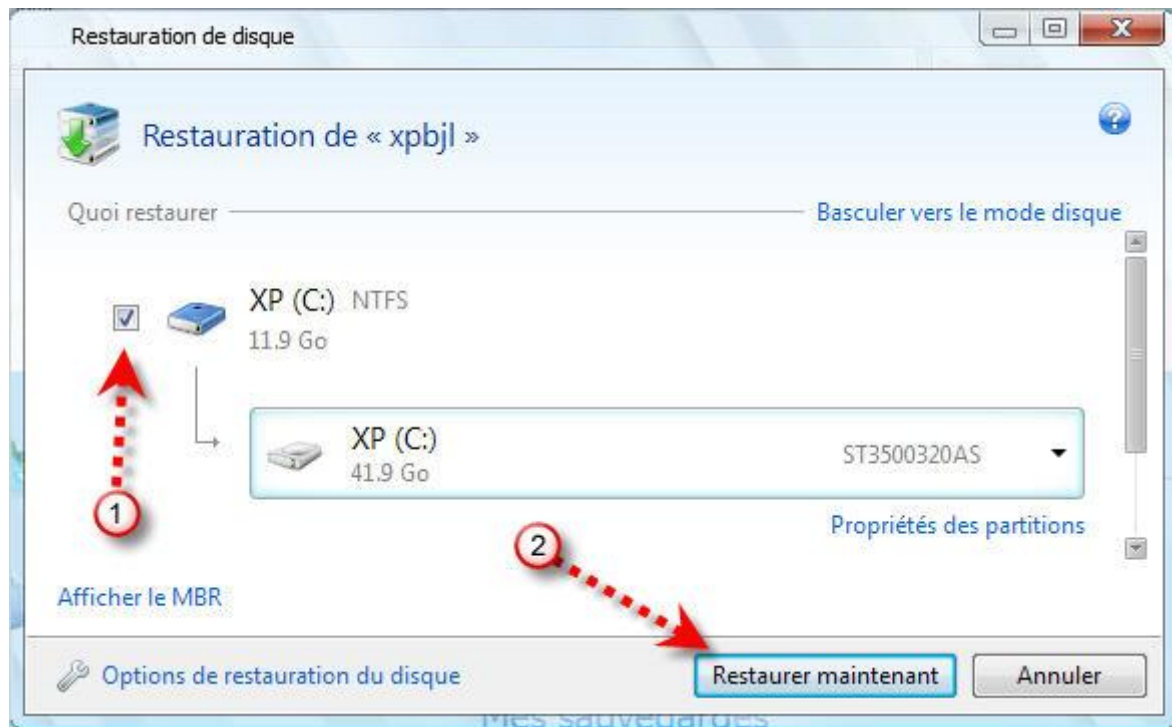 Restauration de disque
Restauration de « xpbjl »
Quoi restaurer
Basculer vers le mode disque
XP (C:) NTFS
11.9 Go
XP (C:)
41.9 Go
ST3500320AS
1
Propriétés des partitions
2
Afficher le MBR
Options de restauration du disque
Restaurer maintenant
Annuler
Mes sauvegardes